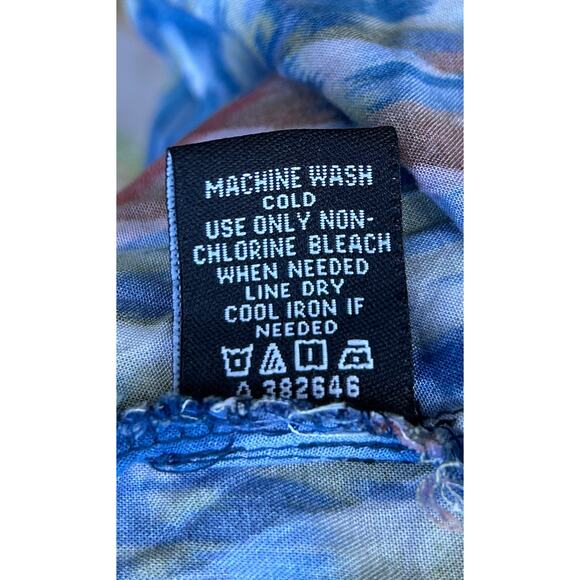 MACHINE WASH
COLD
USE ONLY NON-
CHLORINE BLEACH
WHEN NEEDED
LINE DRY
COOL IRON IF
NEEDED
382646